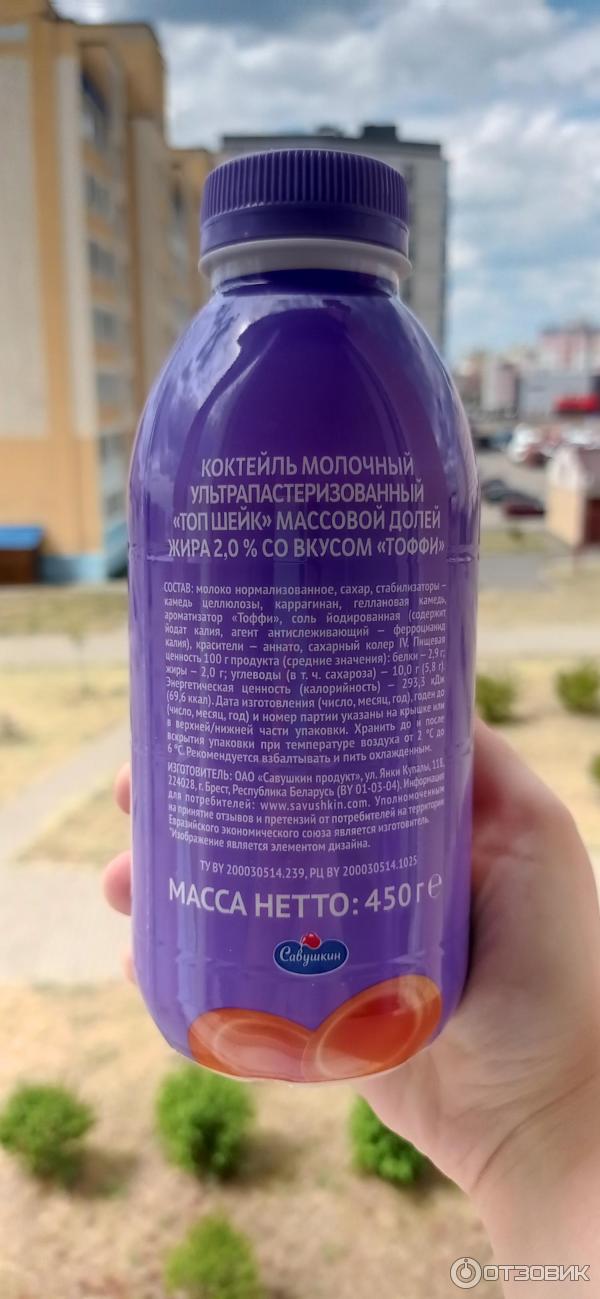 КОКТЕЙЛЬ МОЛОЧНЫЙ
УЛЬТРАПАСТЕРИЗОВАННЫЙ
«ТОП ШЕЙК» МАССОВОЙ ДОЛЕЙ
ЖИРА 2,0 % СО ВКУСОМ «ТОФФИ»
СОСТАВ: молоко нормализованное, сахар, стабилизаторы –
камедь целлюлозы, каррагинан, геллановая камедь,
ароматизатор «Тоффи», соль йодированная (содержит
йодат калия, агент антислеживающий – ферроцианид
калия), красители – аннато, сахарный колер IV. Пищевая
ценность 100 г продукта (средние значения): белки – 2,9 г;
жиры – 2,0 г; углеводы (в т. ч. сахароза) – 10,0 г (5,8 г).
Энергетическая ценность (калорийность) – 293,3 кДж
(69,6 ккал). Дата изготовления (число, месяц, год), годен до
(число, месяц, год) и номер партии указаны на крышке или
в верхней/нижней части упаковки. Хранить до и после
вскрытия упаковки при температуре воздуха от 2 °С до
6 °С. Рекомендуется взбалтывать и пить охлажденным.
ИЗГОТОВИТЕЛЬ: ОАО «Савушкин продукт», ул. Янки Купалы, 118,
224028, г. Брест, Республика Беларусь (BY 01-03-04). Информация
для потребителей: www.savushkin.com. Уполномоченным
на принятие отзывов и претензий от потребителей на территории
Евразийского экономического союза является изготовитель.
*Изображение является элементом дизайна.
ТУ BY 200030514.239, РЦ BY 200030514.1025
МАССА НЕТТО: 450 г ℮
Савушкин
ОТЗОВИК